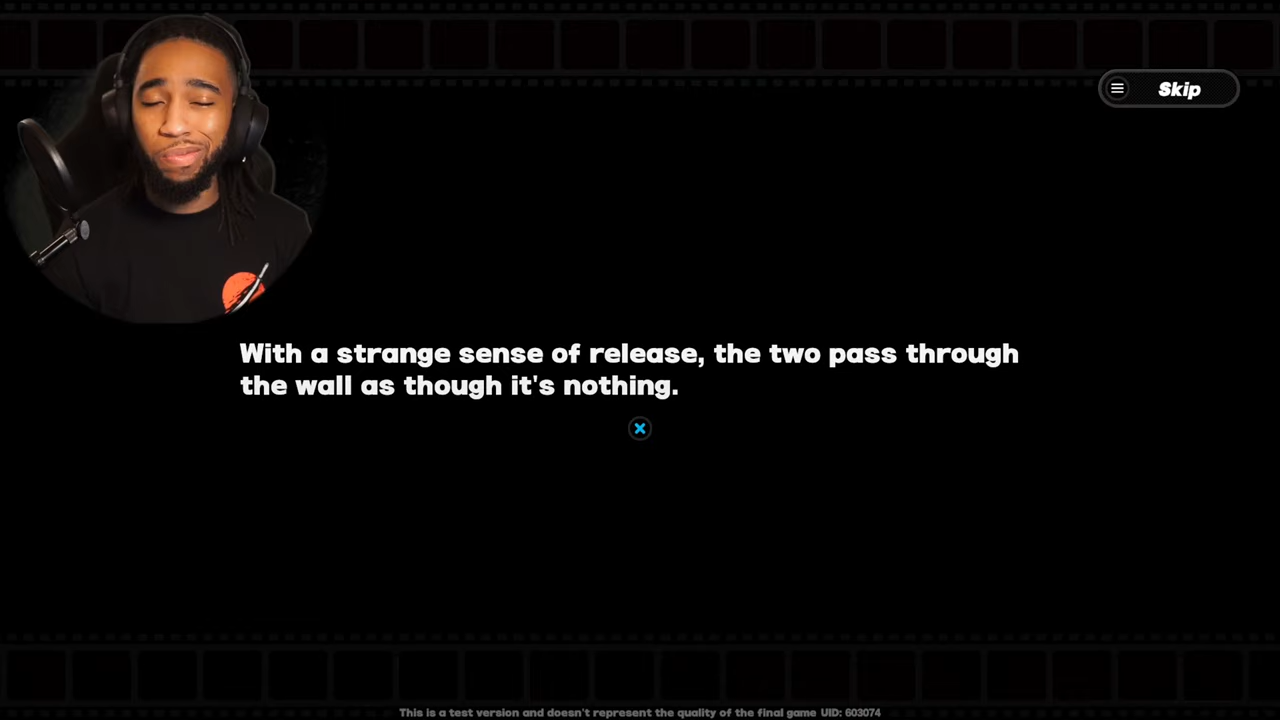 Skip
With a strange sense of release, the two pass through
the wall as though it's nothing.
This is a test version and doesn't represent the quality of the final game UID: 603074